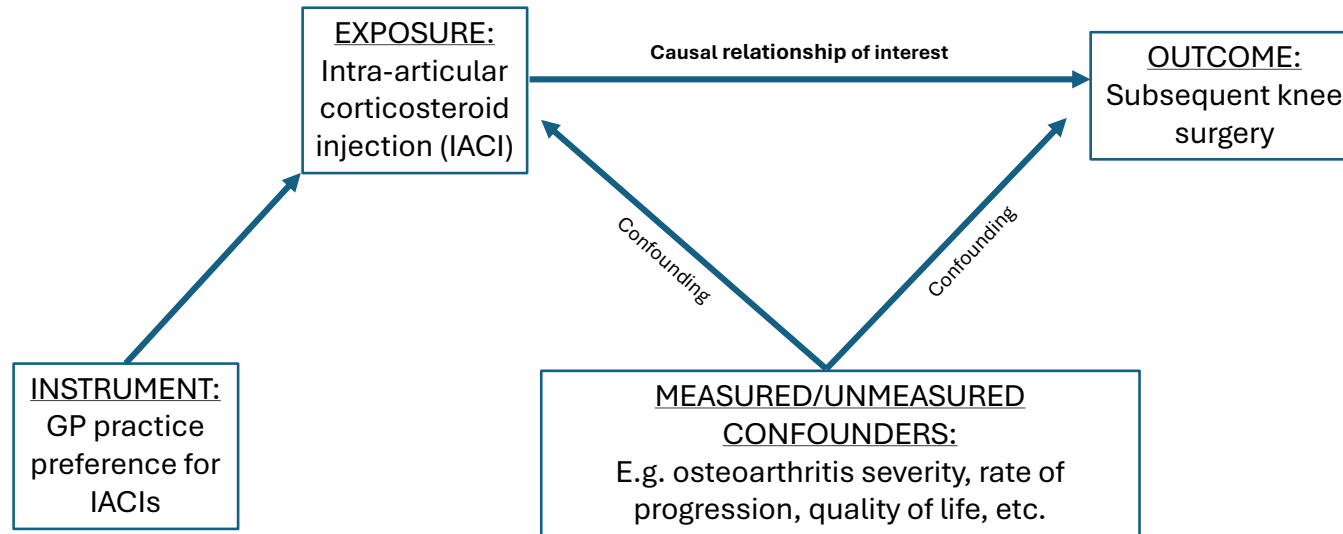 EXPOSURE:
Intra-articular
corticosteroid
injection (IACI)
Causal relationship of interest
OUTCOME:
Subsequent knee
surgery
Confounding
Confounding
INSTRUMENT:
GP practice
preference for
IACIs
MEASURED/UNMEASURED
CONFOUNDERS:
E.g. osteoarthritis severity, rate of
progression, quality of life, etc.